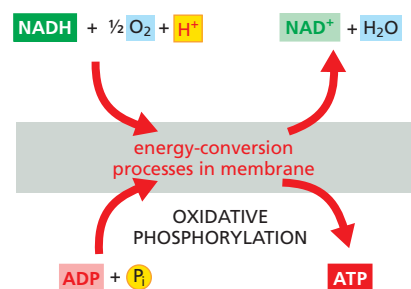 NADH + ½ O₂ + H⁺ NAD⁺ + H₂O
energy-conversion
processes in membrane
OXIDATIVE
PHOSPHORYLATION
ADP + Pᵢ ATP